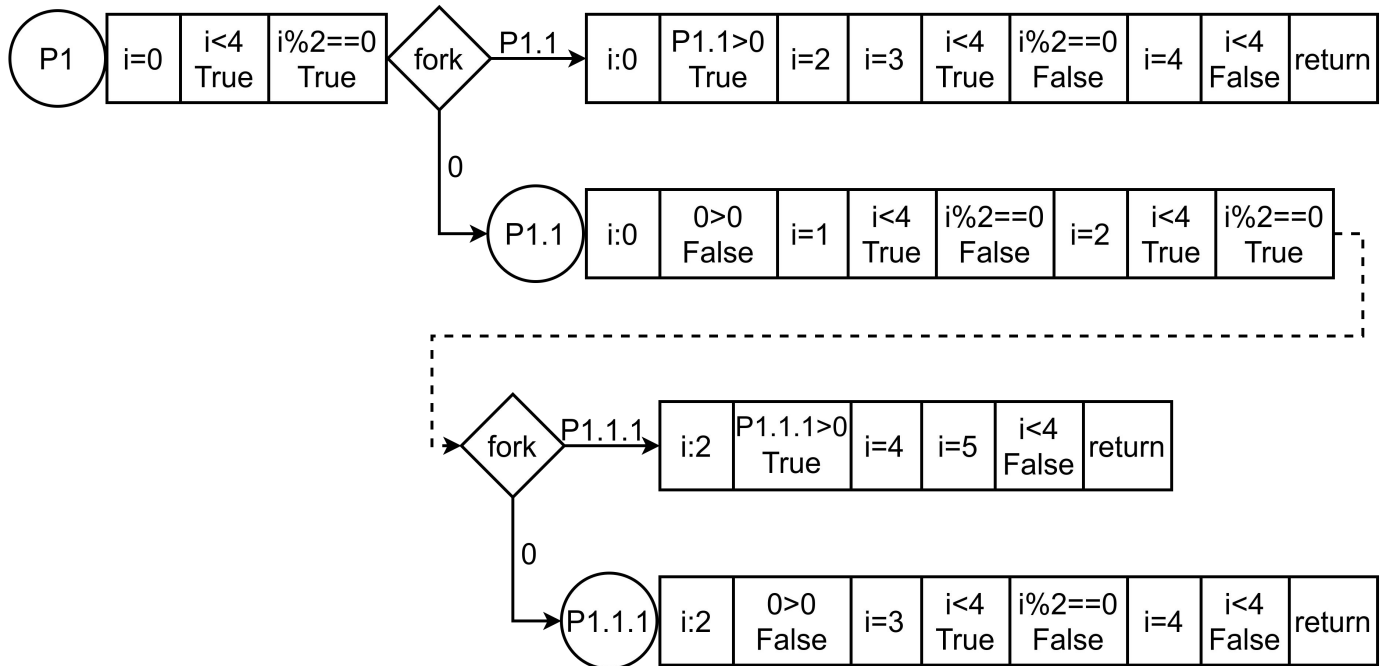 P1
i=0
i<4
True
i%2==0
True
fork
P1.1
i:0
P1.1>0
True
i=2
i=3
i<4
True
i%2==0
False
i=4
i<4
False
return
0
P1.1
i:0
0>0
False
i=1
i<4
True
i%2==0
False
i=2
i<4
True
i%2==0
True
fork
P1.1.1
i:2
P1.1.1>0
True
i=4
i=5
i<4
False
return
0
P1.1.1
i:2
0>0
False
i=3
i<4
True
i%2==0
False
i=4
i<4
False
return